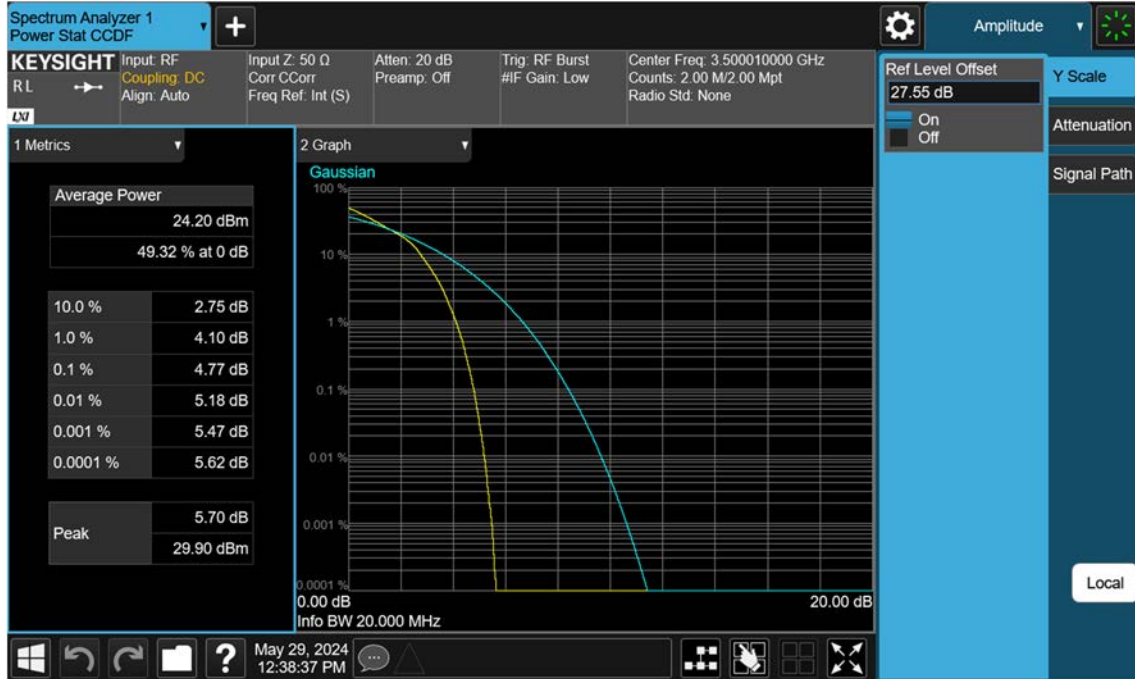 Spectrum Analyzer 1
Power Stat CCDF
Amplitude
KEYSIGHT
R L
LXI
Input: RF
Coupling: DC
Align: Auto
Input Z: 50 Ω
Corr CCorr
Freq Ref: Int (S)
Atten: 20 dB
Preamp: Off
Trig: RF Burst
#IF Gain: Low
Center Freq: 3.500010000 GHz
Counts: 2.00 M/2.00 Mpt
Radio Std: None
Ref Level Offset
27.55 dB
On
Off
Y Scale
Attenuation
Signal Path
1 Metrics
Average Power
24.20 dBm
49.32 % at 0 dB
10.0 % 2.75 dB
1.0 % 4.10 dB
0.1 % 4.77 dB
0.01 % 5.18 dB
0.001 % 5.47 dB
0.0001 % 5.62 dB
Peak
5.70 dB
29.90 dBm
2 Graph
Gaussian
100 %
10 %
1 %
0.1 %
0.01 %
0.001 %
0.0001 %
0.00 dB 20.00 dB
Info BW 20.000 MHz
Local
?
May 29, 2024
12:38:37 PM